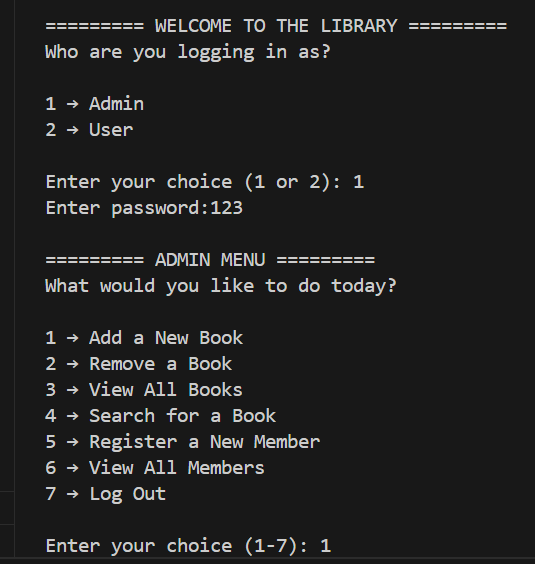 ========= WELCOME TO THE LIBRARY =========
Who are you logging in as?
1 → Admin
2 → User
Enter your choice (1 or 2): 1
Enter password:123
========= ADMIN MENU =========
What would you like to do today?
1 → Add a New Book
2 → Remove a Book
3 → View All Books
4 → Search for a Book
5 → Register a New Member
6 → View All Members
7 → Log Out
Enter your choice (1-7): 1